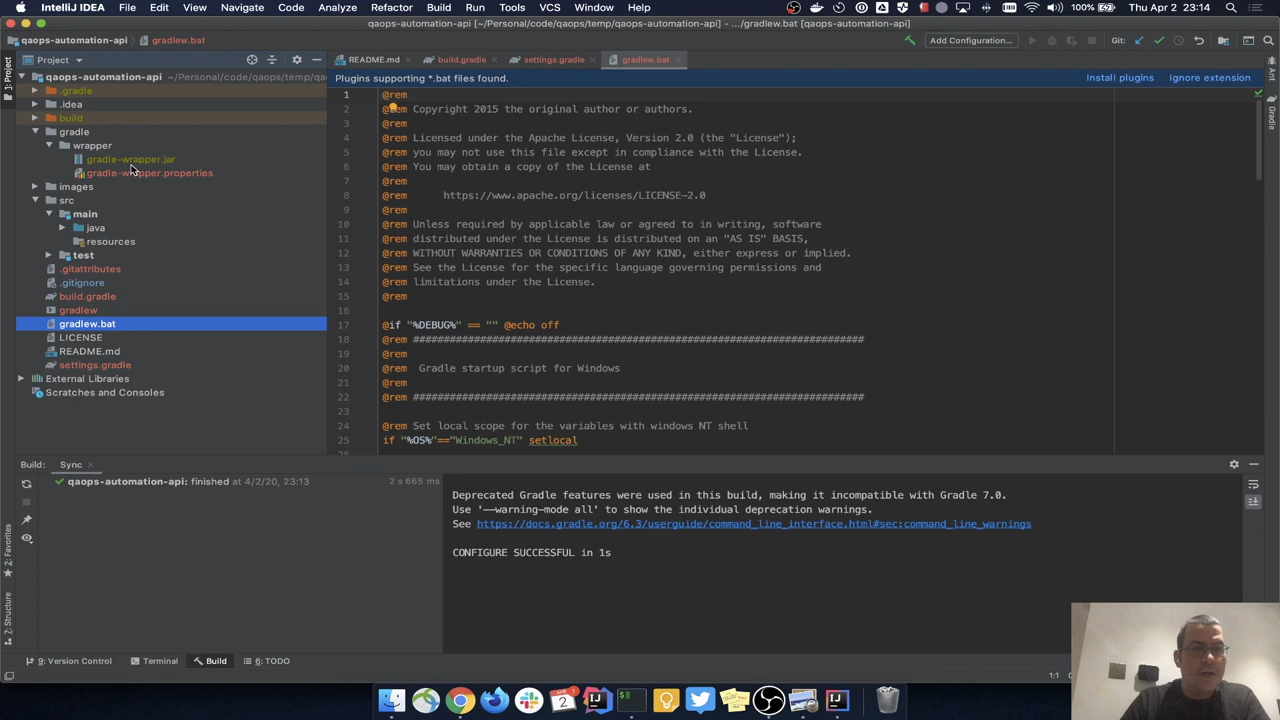 IntelliJ IDEA File Edit View Navigate Code Analyze Refactor Build Run Tools VCS Window Help 100% Thu Apr 2 23:14
qaops-automation-api [~/Personal/code/qaops/temp/qaops-automation-api] - .../gradlew.bat [qaops-automation-api]
qaops-automation-api gradlew.bat Add Configuration... Git:
Project README.md build.gradle settings.gradle gradlew.bat
1: Project
Ant
Gradle
2: Favorites
7: Structure
qaops-automation-api ~/Personal/code/qaops/temp/qa
.gradle
.idea
build
gradle
wrapper
gradle-wrapper.jar
gradle-wrapper.properties
images
src
main
java
resources
test
.gitattributes
.gitignore
build.gradle
gradlew
gradlew.bat
LICENSE
README.md
settings.gradle
External Libraries
Scratches and Consoles
Plugins supporting *.bat files found. Install plugins Ignore extension
1 @rem
2 @rem Copyright 2015 the original author or authors.
3 @rem
4 @rem Licensed under the Apache License, Version 2.0 (the "License");
5 @rem you may not use this file except in compliance with the License.
6 @rem You may obtain a copy of the License at
7 @rem
8 @rem https://www.apache.org/licenses/LICENSE-2.0
9 @rem
10 @rem Unless required by applicable law or agreed to in writing, software
11 @rem distributed under the License is distributed on an "AS IS" BASIS,
12 @rem WITHOUT WARRANTIES OR CONDITIONS OF ANY KIND, either express or implied.
13 @rem See the License for the specific language governing permissions and
14 @rem limitations under the License.
15 @rem
16
17 @if "%DEBUG%" == "" @echo off
18 @rem ##########################################################################
19 @rem
20 @rem Gradle startup script for Windows
21 @rem
22 @rem ##########################################################################
23
24 @rem Set local scope for the variables with windows NT shell
25 if "%OS%"=="Windows_NT" setlocal
Build: Sync
qaops-automation-api: finished at 4/2/20, 23:13 2 s 665 ms
Deprecated Gradle features were used in this build, making it incompatible with Gradle 7.0.
Use '--warning-mode all' to show the individual deprecation warnings.
See https://docs.gradle.org/6.3/userguide/command_line_interface.html#sec:command_line_warnings
CONFIGURE SUCCESSFUL in 1s
9: Version Control Terminal Build 6: TODO
1:1
2